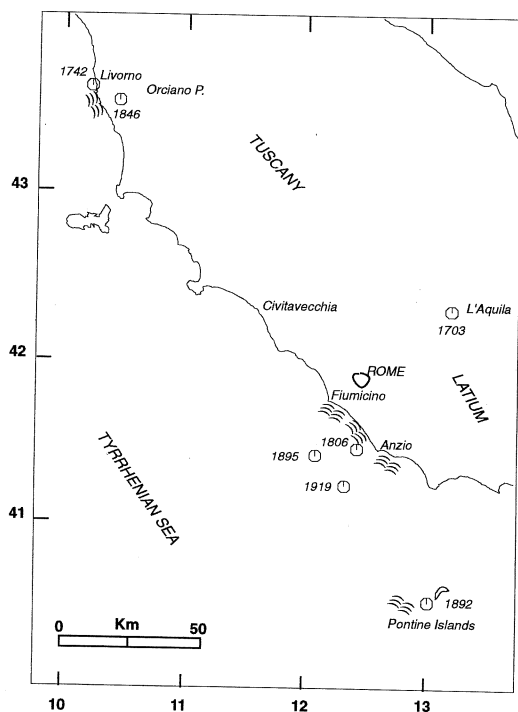 1742
Livorno
Orciano P.
1846
TUSCANY
43
Civitavecchia
L'Aquila
1703
42
ROME
Fiumicino
LATIUM
1806
Anzio
1895
1919
TYRRHENIAN SEA
41
1892
Pontine Islands
0 Km 50
10 11 12 13